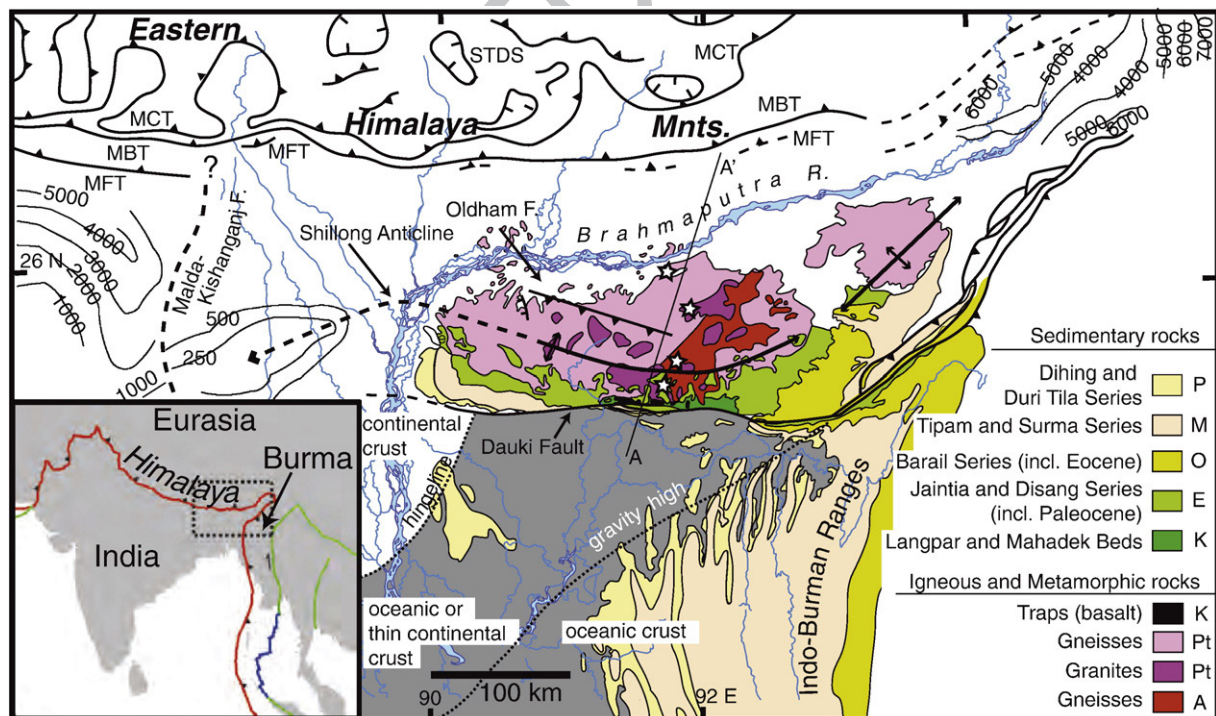 Eastern
STDS
MCT
5000
6000
7000
5000
4000
6000
5000
4000
MCT
Himalaya
Mnts.
MBT
MFT
5000
6000
MBT
MFT
?
MFT
A'
5000
4000
3000
2000
1000
26 N
Malda-
Kishanganj F.
Shillong Anticline
Oldham F.
Brahmaputra R.
500
250
1000
continental
crust
hingeline
Dauki Fault
A
gravity high
Indo-Burman Ranges
oceanic or
thin continental
crust
oceanic crust
90
100 km
92 E
Eurasia
Himalaya
Burma
India
Sedimentary rocks
Dihing and
Duri Tila Series
P
Tipam and Surma Series
M
Barail Series (incl. Eocene)
O
Jaintia and Disang Series
(incl. Paleocene)
E
Langpar and Mahadek Beds
K
Igneous and Metamorphic rocks
Traps (basalt)
K
Gneisses
Pt
Granites
Pt
Gneisses
A